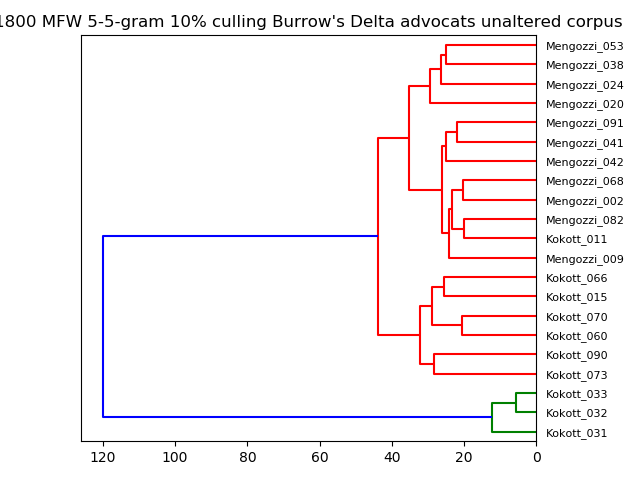 1800 MFW 5-5-gram 10% culling Burrow's Delta advocats unaltered corpus
Mengozzi_053
Mengozzi_038
Mengozzi_024
Mengozzi_020
Mengozzi_091
Mengozzi_041
Mengozzi_042
Mengozzi_068
Mengozzi_002
Mengozzi_082
Kokott_011
Mengozzi_009
Kokott_066
Kokott_015
Kokott_070
Kokott_060
Kokott_090
Kokott_073
Kokott_033
Kokott_032
Kokott_031
120 100 80 60 40 20 0